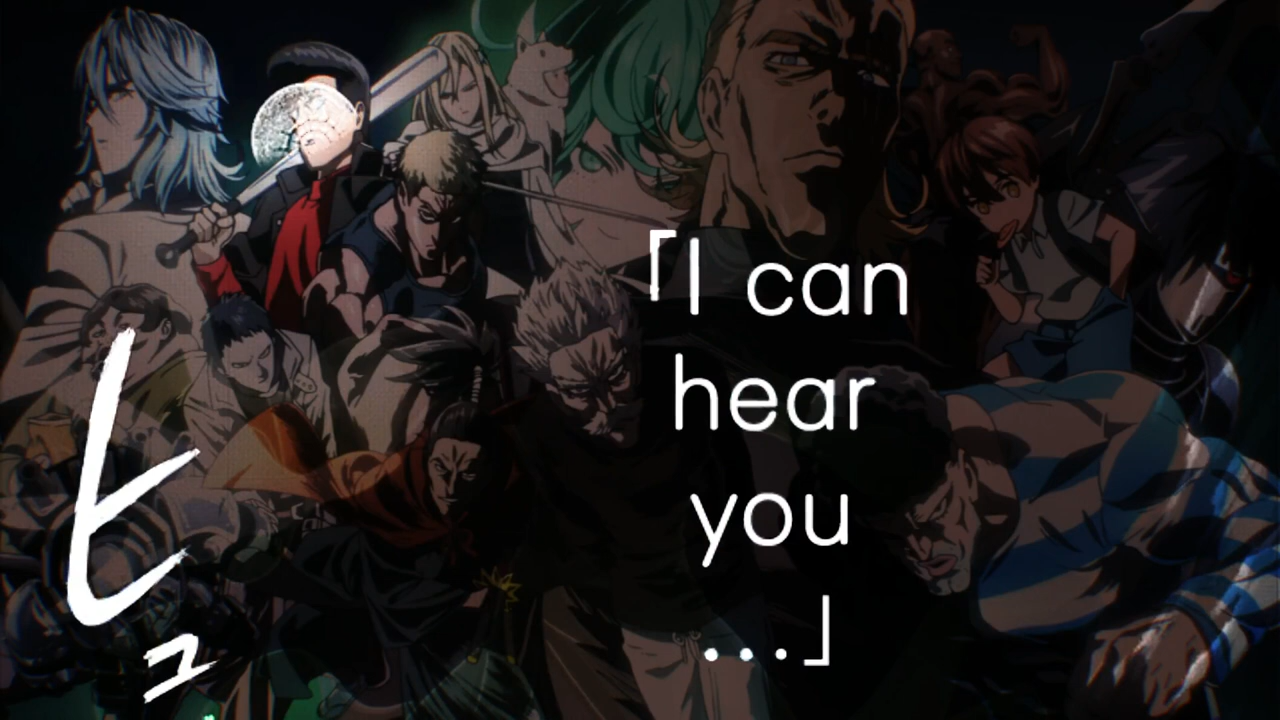 「I can
hear
you
...」
ヒュ